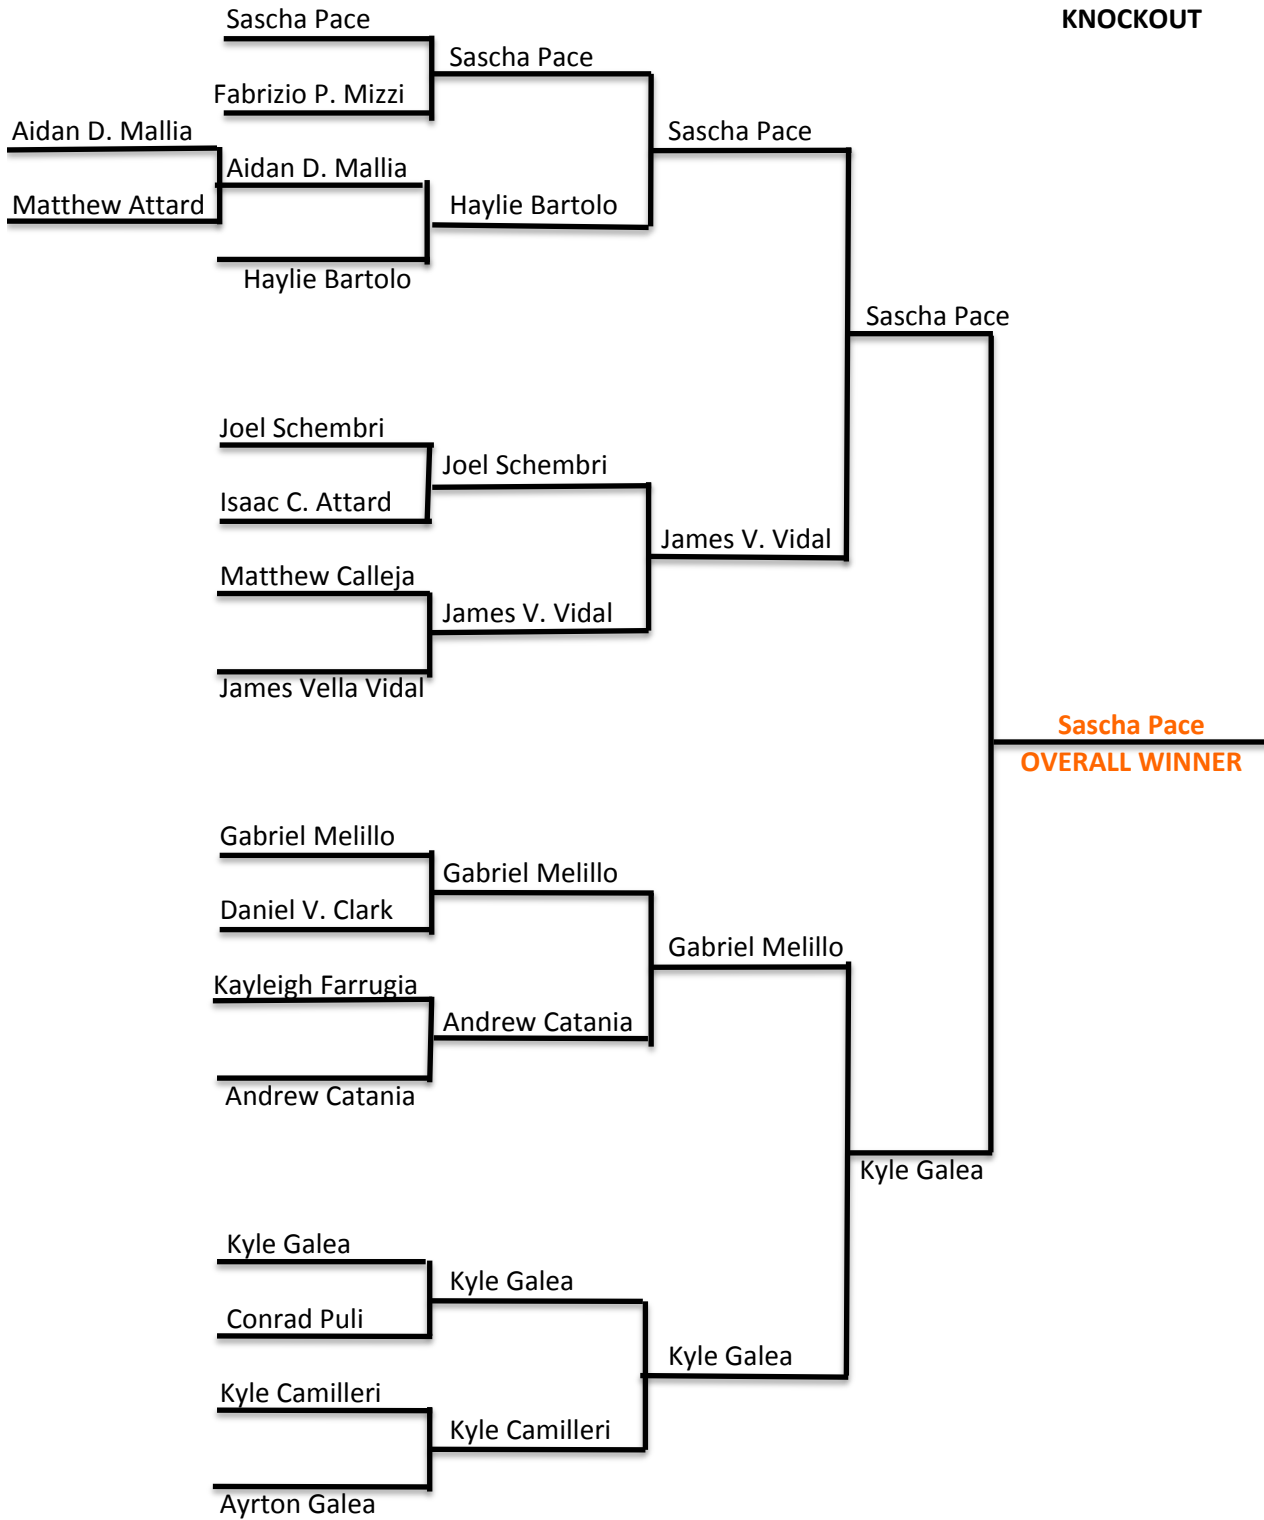 Sascha Pace
KNOCKOUT
Sascha Pace
Fabrizio P. Mizzi
Aidan D. Mallia
Sascha Pace
Aidan D. Mallia
Matthew Attard
Haylie Bartolo
Haylie Bartolo
Sascha Pace
Joel Schembri
Joel Schembri
Isaac C. Attard
James V. Vidal
Matthew Calleja
James V. Vidal
James Vella Vidal
Sascha Pace
OVERALL WINNER
Gabriel Melillo
Gabriel Melillo
Daniel V. Clark
Gabriel Melillo
Kayleigh Farrugia
Andrew Catania
Andrew Catania
Kyle Galea
Kyle Galea
Kyle Galea
Conrad Puli
Kyle Galea
Kyle Camilleri
Kyle Camilleri
Ayrton Galea